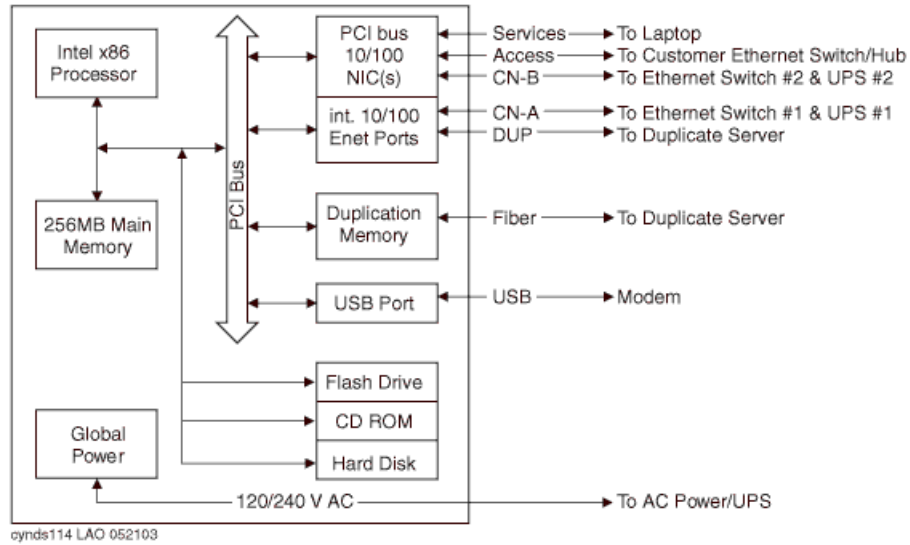 Intel x86
Processor
256MB Main
Memory
Global
Power
PCI Bus
PCI bus
10/100
NIC(s)
int. 10/100
Enet Ports
Duplication
Memory
USB Port
Flash Drive
CD ROM
Hard Disk
Services
To Laptop
Access
To Customer Ethernet Switch/Hub
CN-B
To Ethernet Switch #2 & UPS #2
CN-A
To Ethernet Switch #1 & UPS #1
DUP
To Duplicate Server
Fiber
To Duplicate Server
USB
Modem
120/240 V AC
To AC Power/UPS
cynds114 LAO 052103